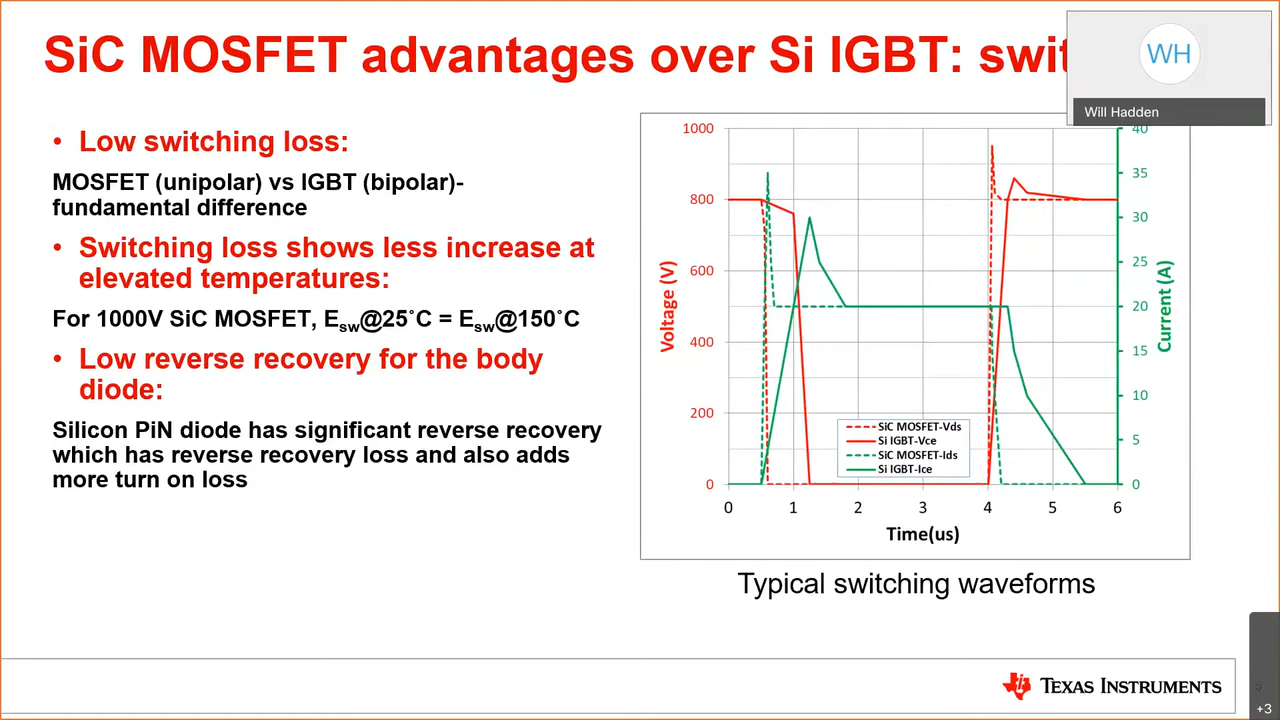 SiC MOSFET advantages over Si IGBT: swit
WH
Will Hadden
• Low switching loss:
MOSFET (unipolar) vs IGBT (bipolar)-
fundamental difference
• Switching loss shows less increase at
elevated temperatures:
For 1000V SiC MOSFET, Esw@25˚C = Esw@150˚C
• Low reverse recovery for the body
diode:
Silicon PiN diode has significant reverse recovery
which has reverse recovery loss and also adds
more turn on loss
1000
800
600
400
200
0
Voltage (V)
40
35
30
25
20
15
10
5
0
Current (A)
SiC MOSFET-Vds
Si IGBT-Vce
SiC MOSFET-Ids
Si IGBT-Ice
0 1 2 3 4 5 6
Time(us)
Typical switching waveforms
TEXAS INSTRUMENTS
+3